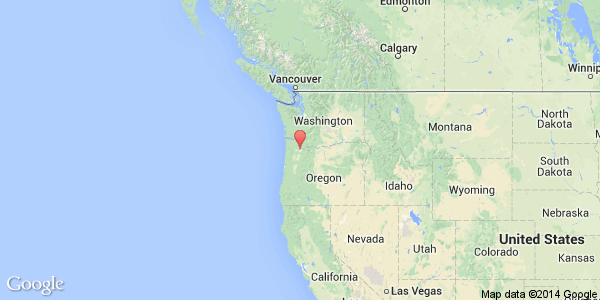 Edmonton
Calgary
Winnip
Vancouver
Washington
Montana
North
Dakota
South
Dakota
Oregon
Idaho
Wyoming
Nebraska
Nevada
Utah
Colorado
United States
Kansas
California
Las Vegas
Google
Map data ©2014 Google